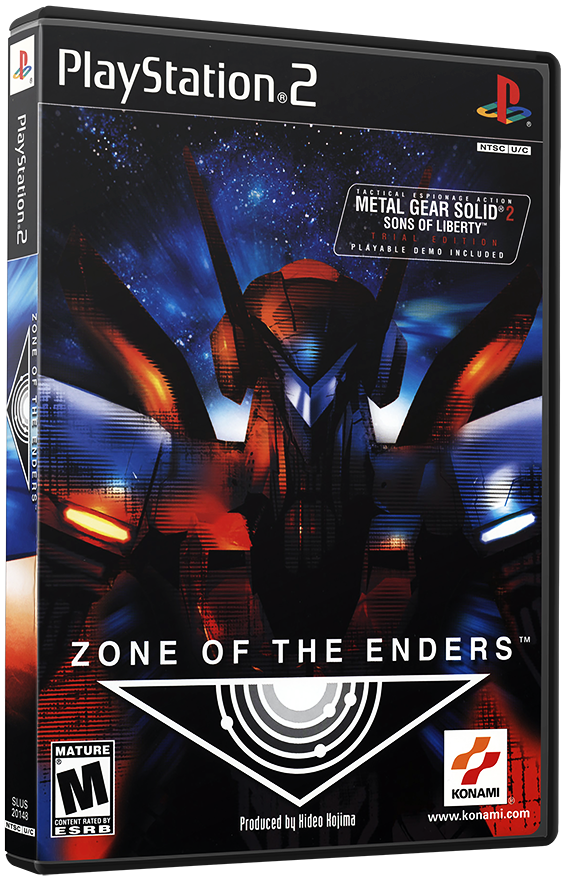 PlayStation®2
NTSC U/C
TACTICAL ESPIONAGE ACTION
METAL GEAR SOLID® 2
SONS OF LIBERTY™
TRIAL EDITION
PLAYABLE DEMO INCLUDED
ZONE OF THE ENDERS™
MATURE
M
CONTENT RATED BY
ESRB
Produced by Hideo Kojima
KONAMI®
www.konami.com
PlayStation®2
ZONE OF THE ENDERS™
SLUS
20148
NTSC U/C